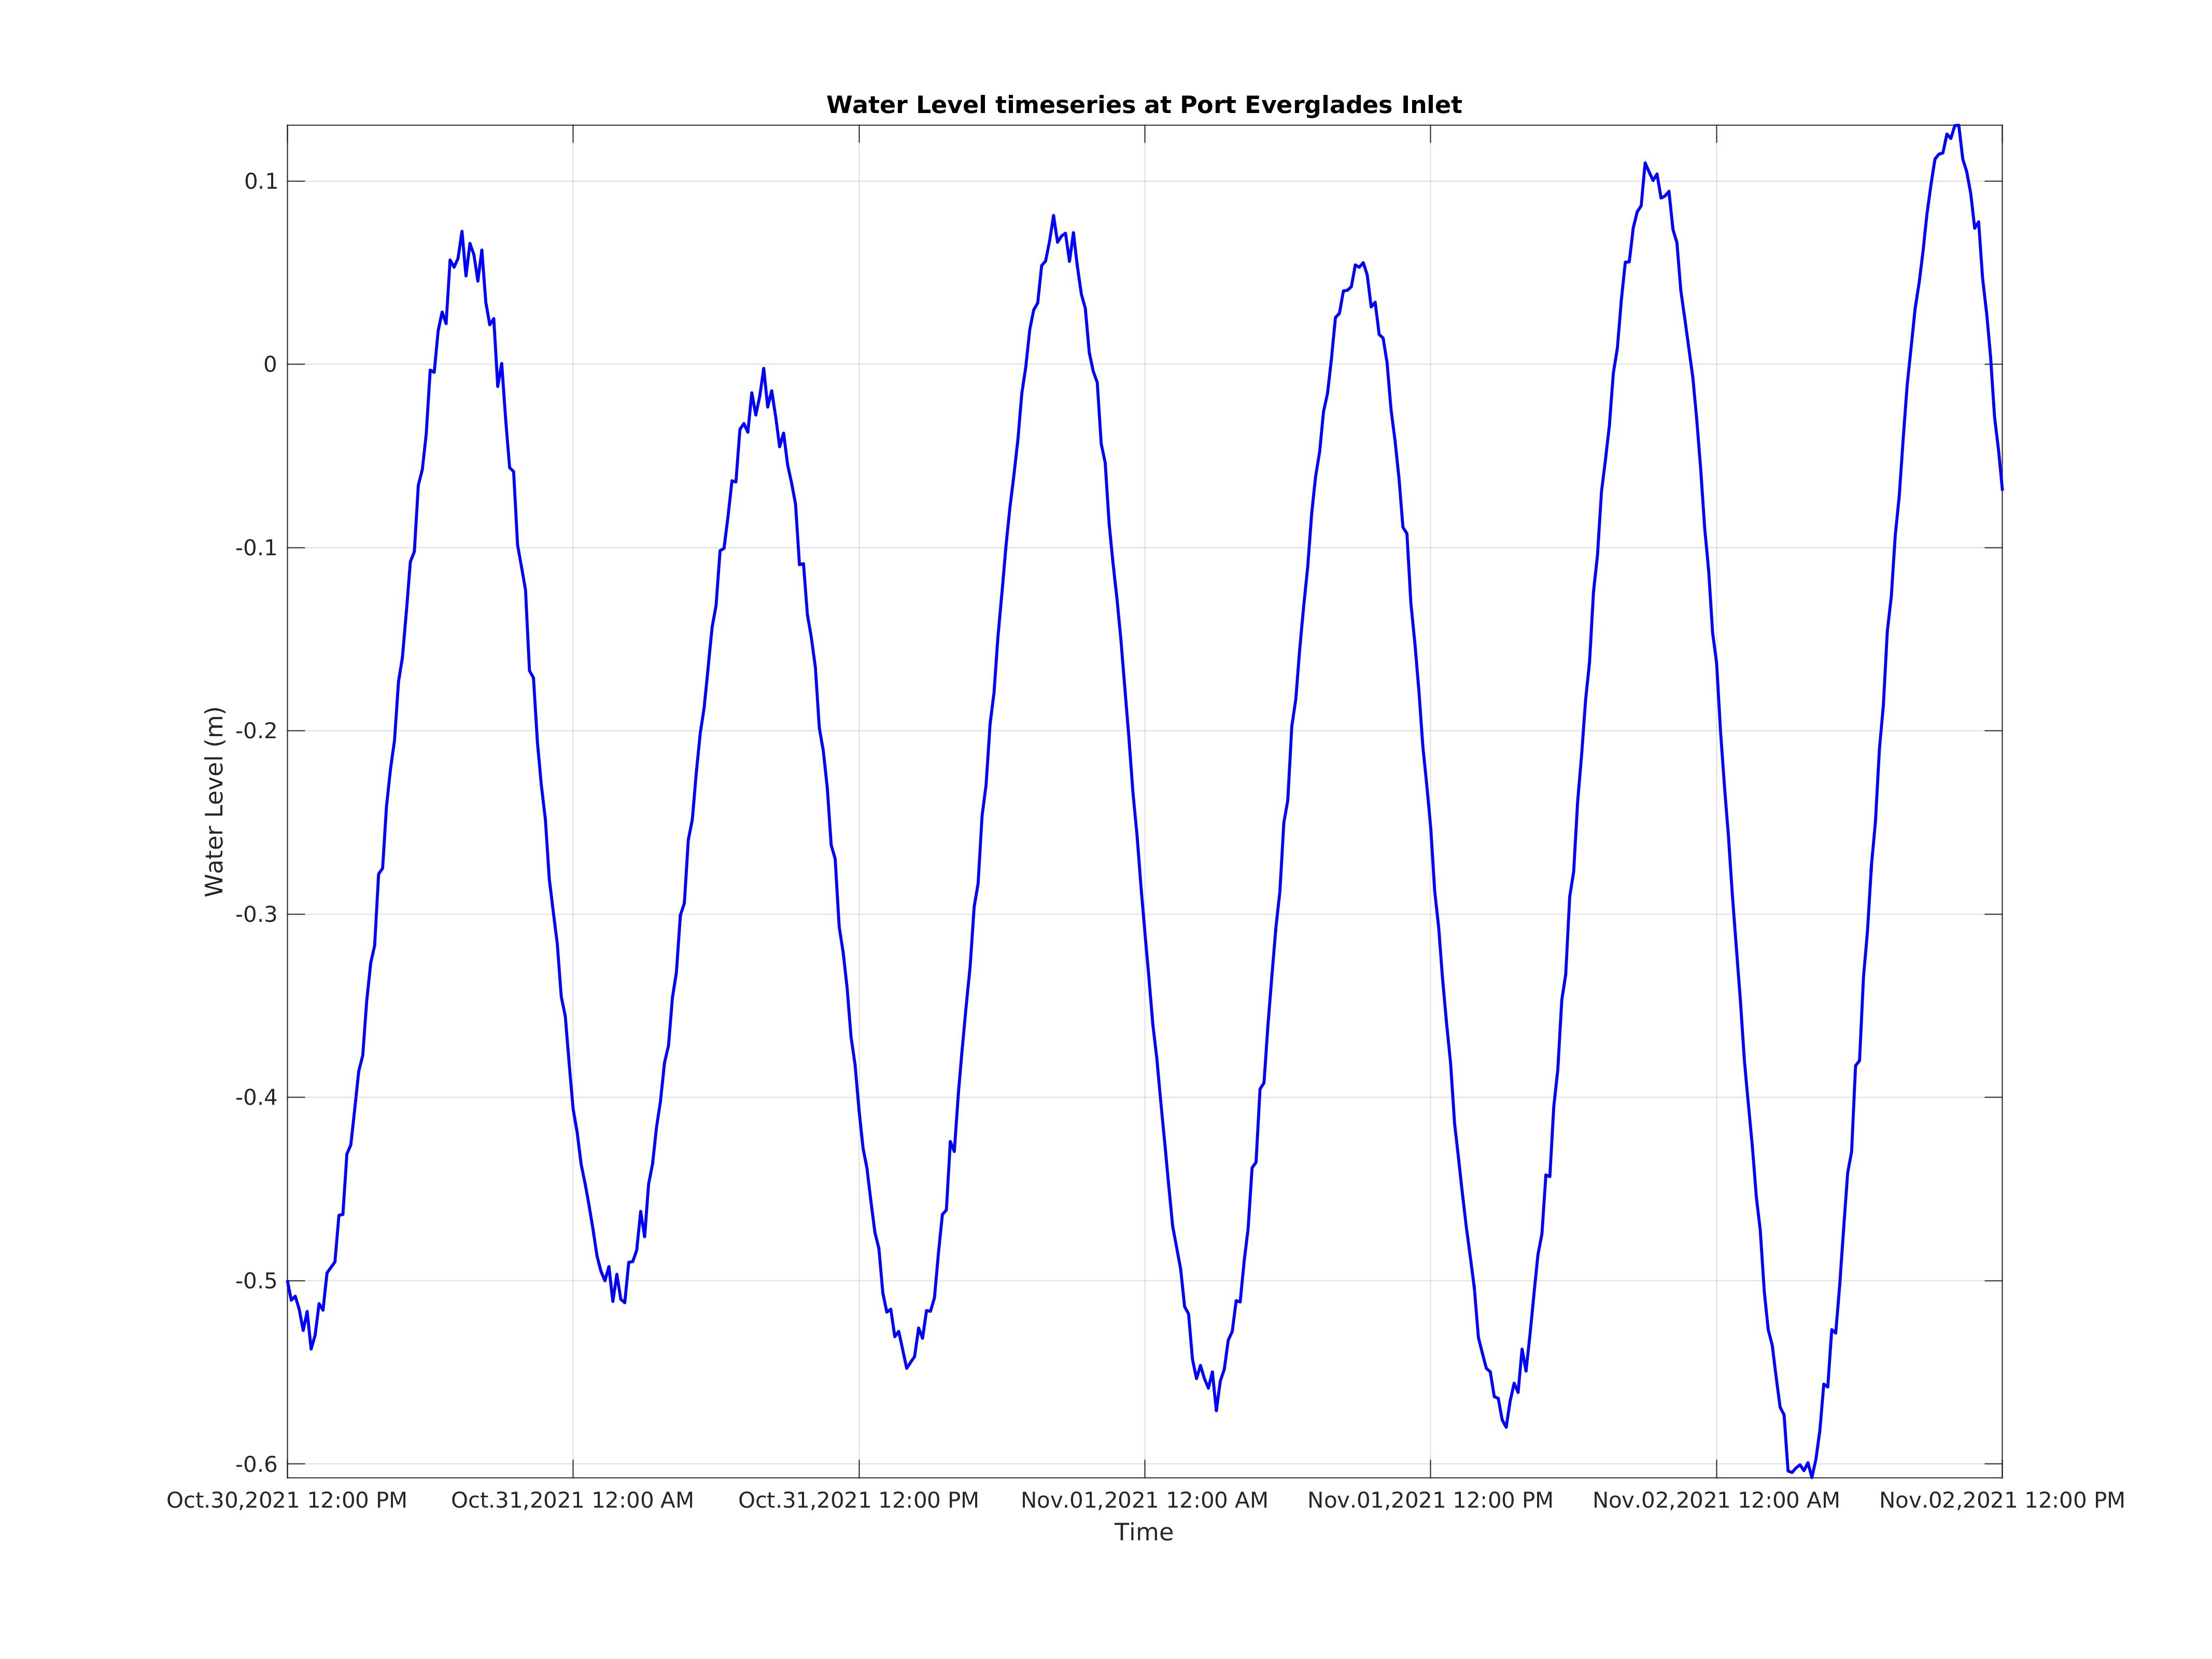 Water Level timeseries at Port Everglades Inlet
0.1
0
-0.1
-0.2
-0.3
-0.4
-0.5
-0.6
Water Level (m)
Oct.30,2021 12:00 PM
Oct.31,2021 12:00 AM
Oct.31,2021 12:00 PM
Nov.01,2021 12:00 AM
Nov.01,2021 12:00 PM
Nov.02,2021 12:00 AM
Nov.02,2021 12:00 PM
Time